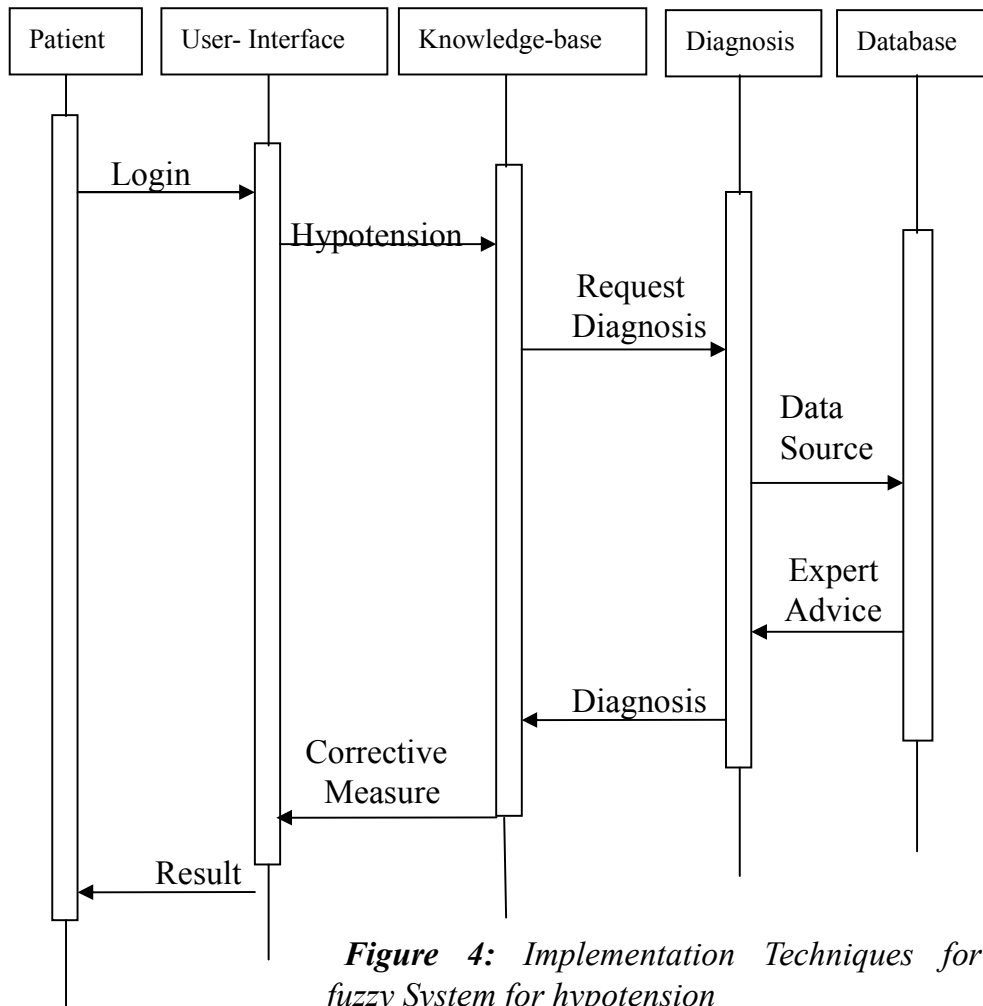 Patient
User- Interface
Knowledge-base
Diagnosis
Database
Login
Hypotension
Request
Diagnosis
Data
Source
Expert
Advice
Diagnosis
Corrective
Measure
Result
Figure 4: Implementation Techniques for
fuzzy System for hypotension